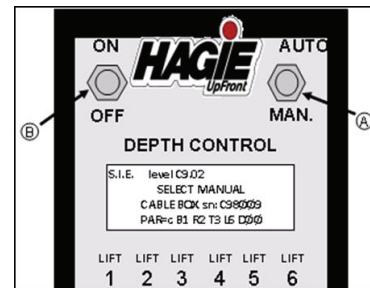 ON HAGIE AUTO
UpFront
B A
OFF MAN.
DEPTH CONTROL
S.I.E. level C9.02
SELECT MANUAL
CABLE BOX sn: C980009
PAR=c B1 R2 T3 L6 D00
LIFT LIFT LIFT LIFT LIFT LIFT
1 2 3 4 5 6